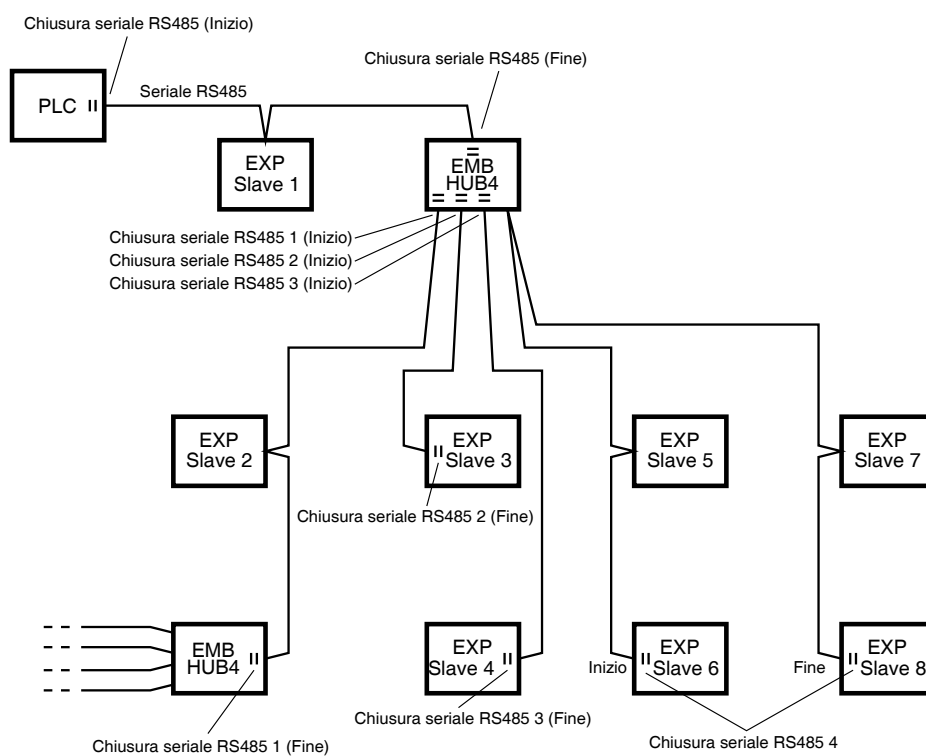 Chiusura seriale RS485 (Inizio)
Chiusura seriale RS485 (Fine)
PLC
Seriale RS485
EXP
Slave 1
EMB
HUB4
Chiusura seriale RS485 1 (Inizio)
Chiusura seriale RS485 2 (Inizio)
Chiusura seriale RS485 3 (Inizio)
EXP
Slave 2
EXP
Slave 3
EXP
Slave 5
EXP
Slave 7
Chiusura seriale RS485 2 (Fine)
EMB
HUB4
EXP
Slave 4
Inizio
EXP
Slave 6
Fine
EXP
Slave 8
Chiusura seriale RS485 3 (Fine)
Chiusura seriale RS485 1 (Fine)
Chiusura seriale RS485 4